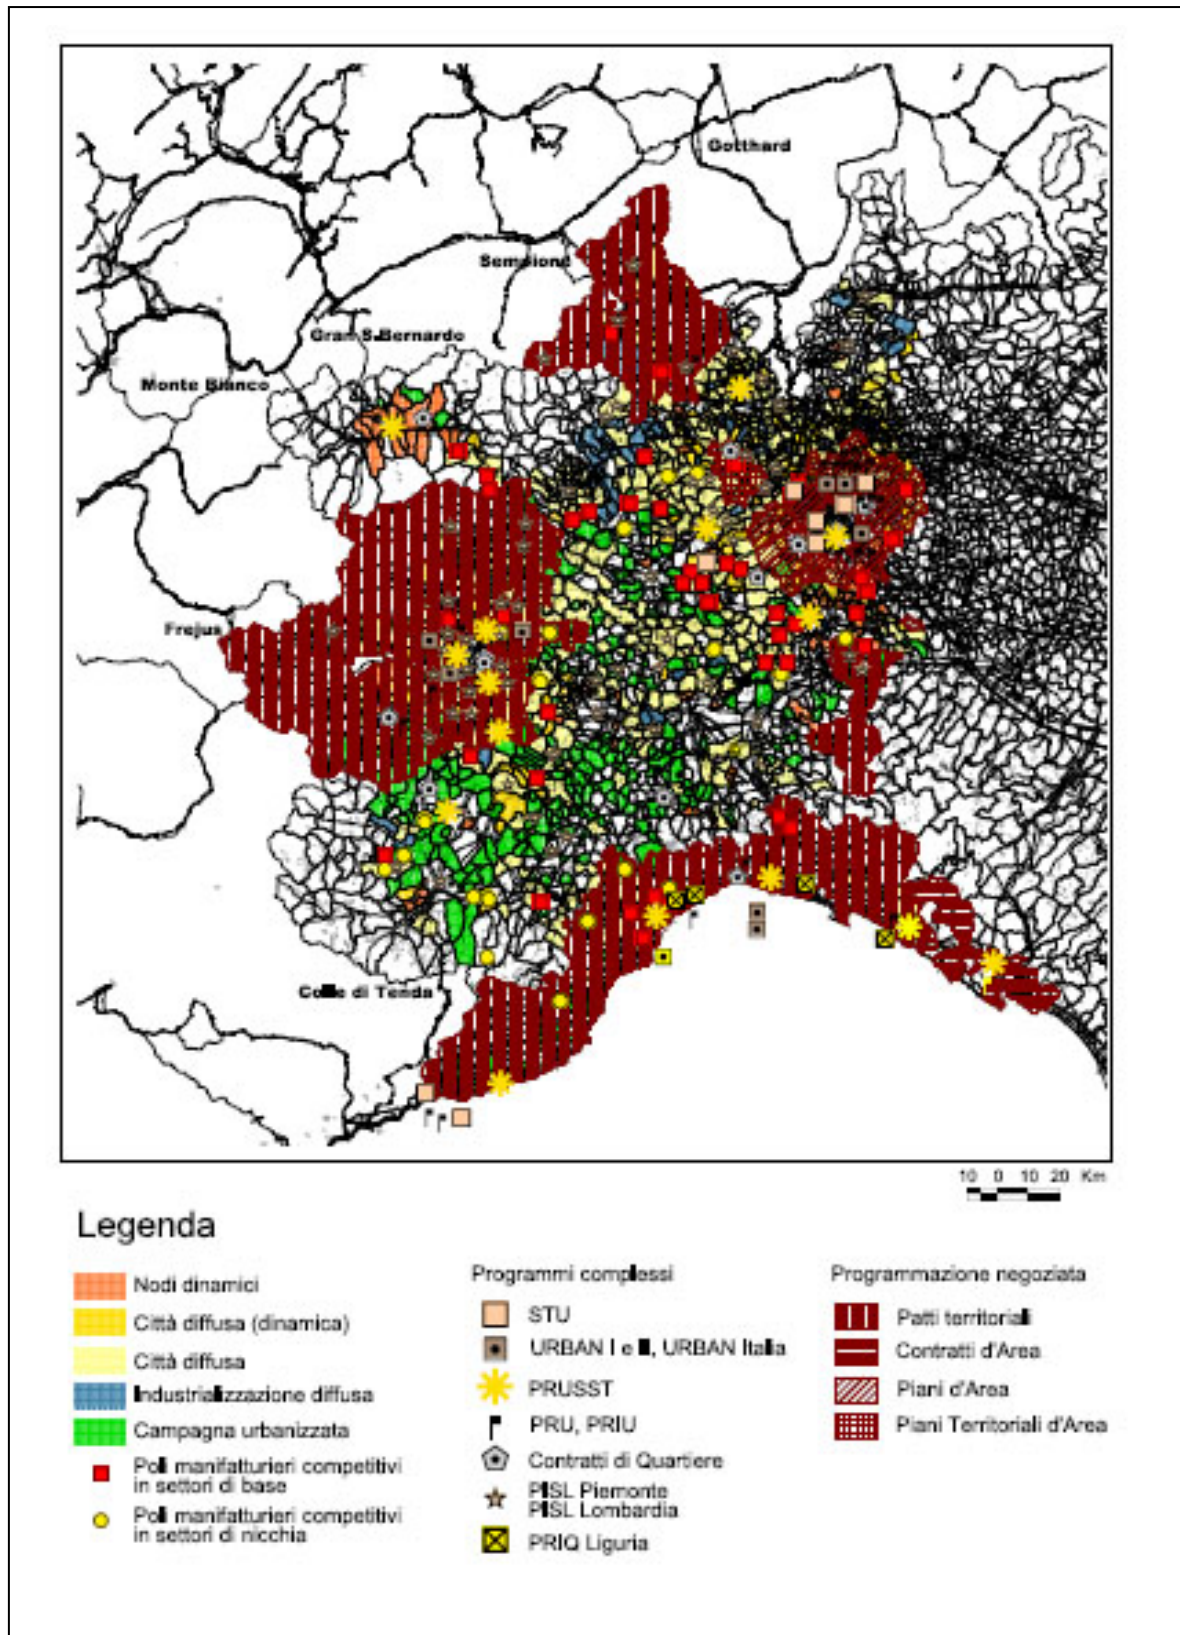 Gotthard
Sempione
Gran S.Bernardo
Monte Bianco
Frejus
Colle di Tenda
10 0 10 20 Km
Legenda
Nodi dinamici
Città diffusa (dinamica)
Città diffusa
Industrializzazione diffusa
Campagna urbanizzata
Poli manifatturieri competitivi
in settori di base
Poli manifatturieri competitivi
in settori di nicchia
Programmi complessi
STU
URBAN I e II, URBAN Italia
PRUSST
PRU, PRIU
Contratti di Quartiere
PISL Piemonte
PISL Lombardia
PRIQ Liguria
Programmazione negoziata
Patti territoriali
Contratti d'Area
Piani d'Area
Piani Territoriali d'Area